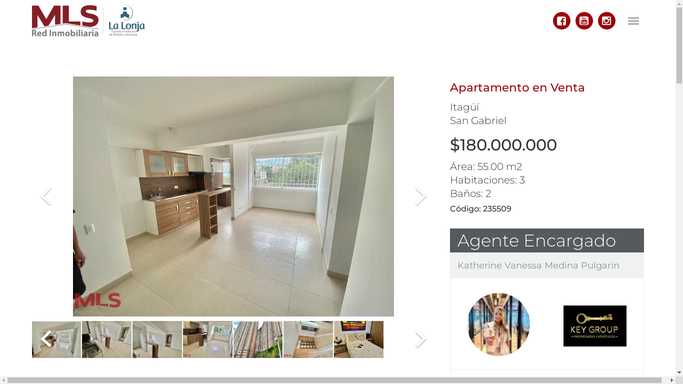 MLS
Red Inmobiliaria
La Lonja
Apartamento en Venta
Itagüí
San Gabriel
$180.000.000
Área: 55.00 m2
Habitaciones: 3
Baños: 2
Código: 235509
Agente Encargado
Katherine Vanessa Medina Pulgarin
MLS
KEY GROUP